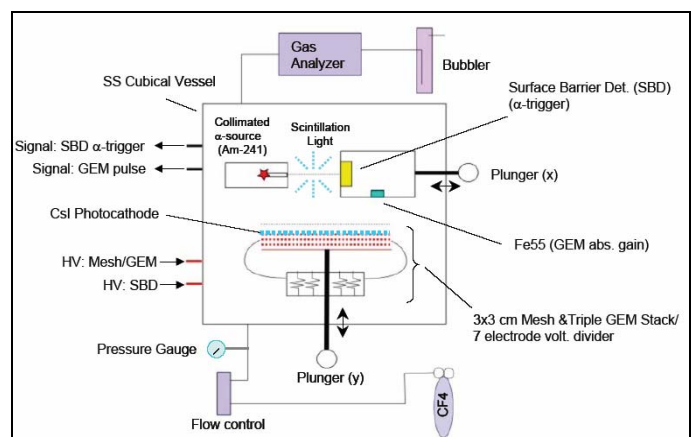 Gas
Analyzer
Bubbler
SS Cubical Vessel
Surface Barrier Det. (SBD)
(α-trigger)
Collimated
α-source
(Am-241)
Scintillation
Light
Signal: SBD α-trigger
Signal: GEM pulse
Plunger (x)
CsI Photocathode
Fe55 (GEM abs. gain)
HV: Mesh/GEM
HV: SBD
3x3 cm Mesh &Triple GEM Stack/
7 electrode volt. divider
Pressure Gauge
Plunger (y)
Flow control
CF4